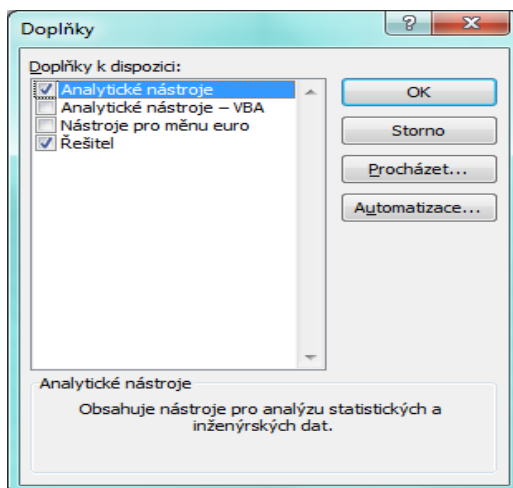 Doplňky
Doplňky k dispozici:
Analytické nástroje
Analytické nástroje – VBA
Nástroje pro měnu euro
Řešitel
OK
Storno
Procházet...
Automatizace...
Analytické nástroje
Obsahuje nástroje pro analýzu statistických a
inženýrských dat.